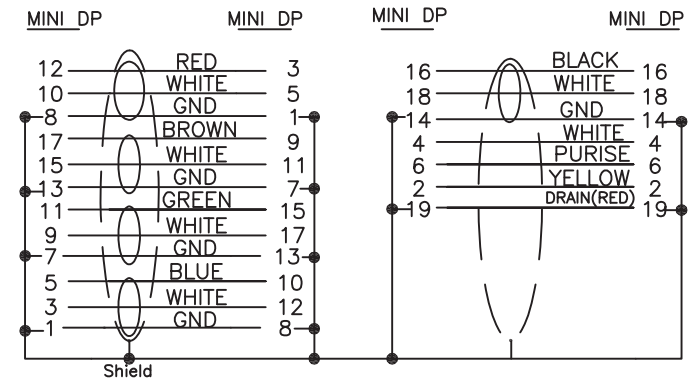 MINI DP MINI DP MINI DP MINI DP
12 RED 3
10 WHITE 5
8 GND 1
17 BROWN 9
15 WHITE 11
13 GND 7
11 GREEN 15
9 WHITE 17
7 GND 13
5 BLUE 10
3 WHITE 12
1 GND 8
Shield
16 BLACK 16
18 WHITE 18
14 GND 14
4 WHITE 4
6 PURISE 6
2 YELLOW 2
19 DRAIN(RED) 19